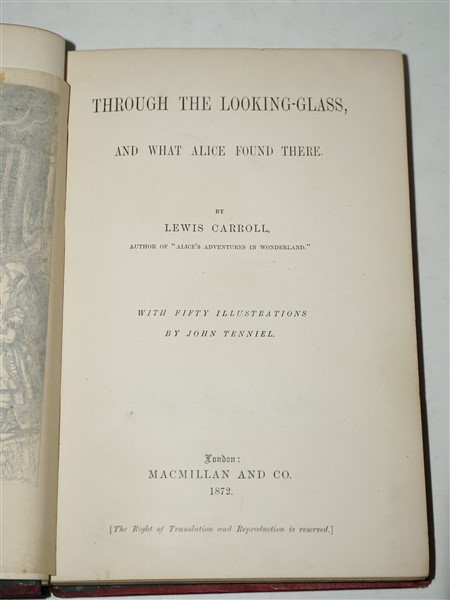 THROUGH THE LOOKING-GLASS,
AND WHAT ALICE FOUND THERE.
BY
LEWIS CARROLL,
AUTHOR OF "ALICE'S ADVENTURES IN WONDERLAND."
WITH FIFTY ILLUSTRATIONS
BY JOHN TENNIEL.
London:
MACMILLAN AND CO.
1872.
[The Right of Translation and Reproduction is reserved.]